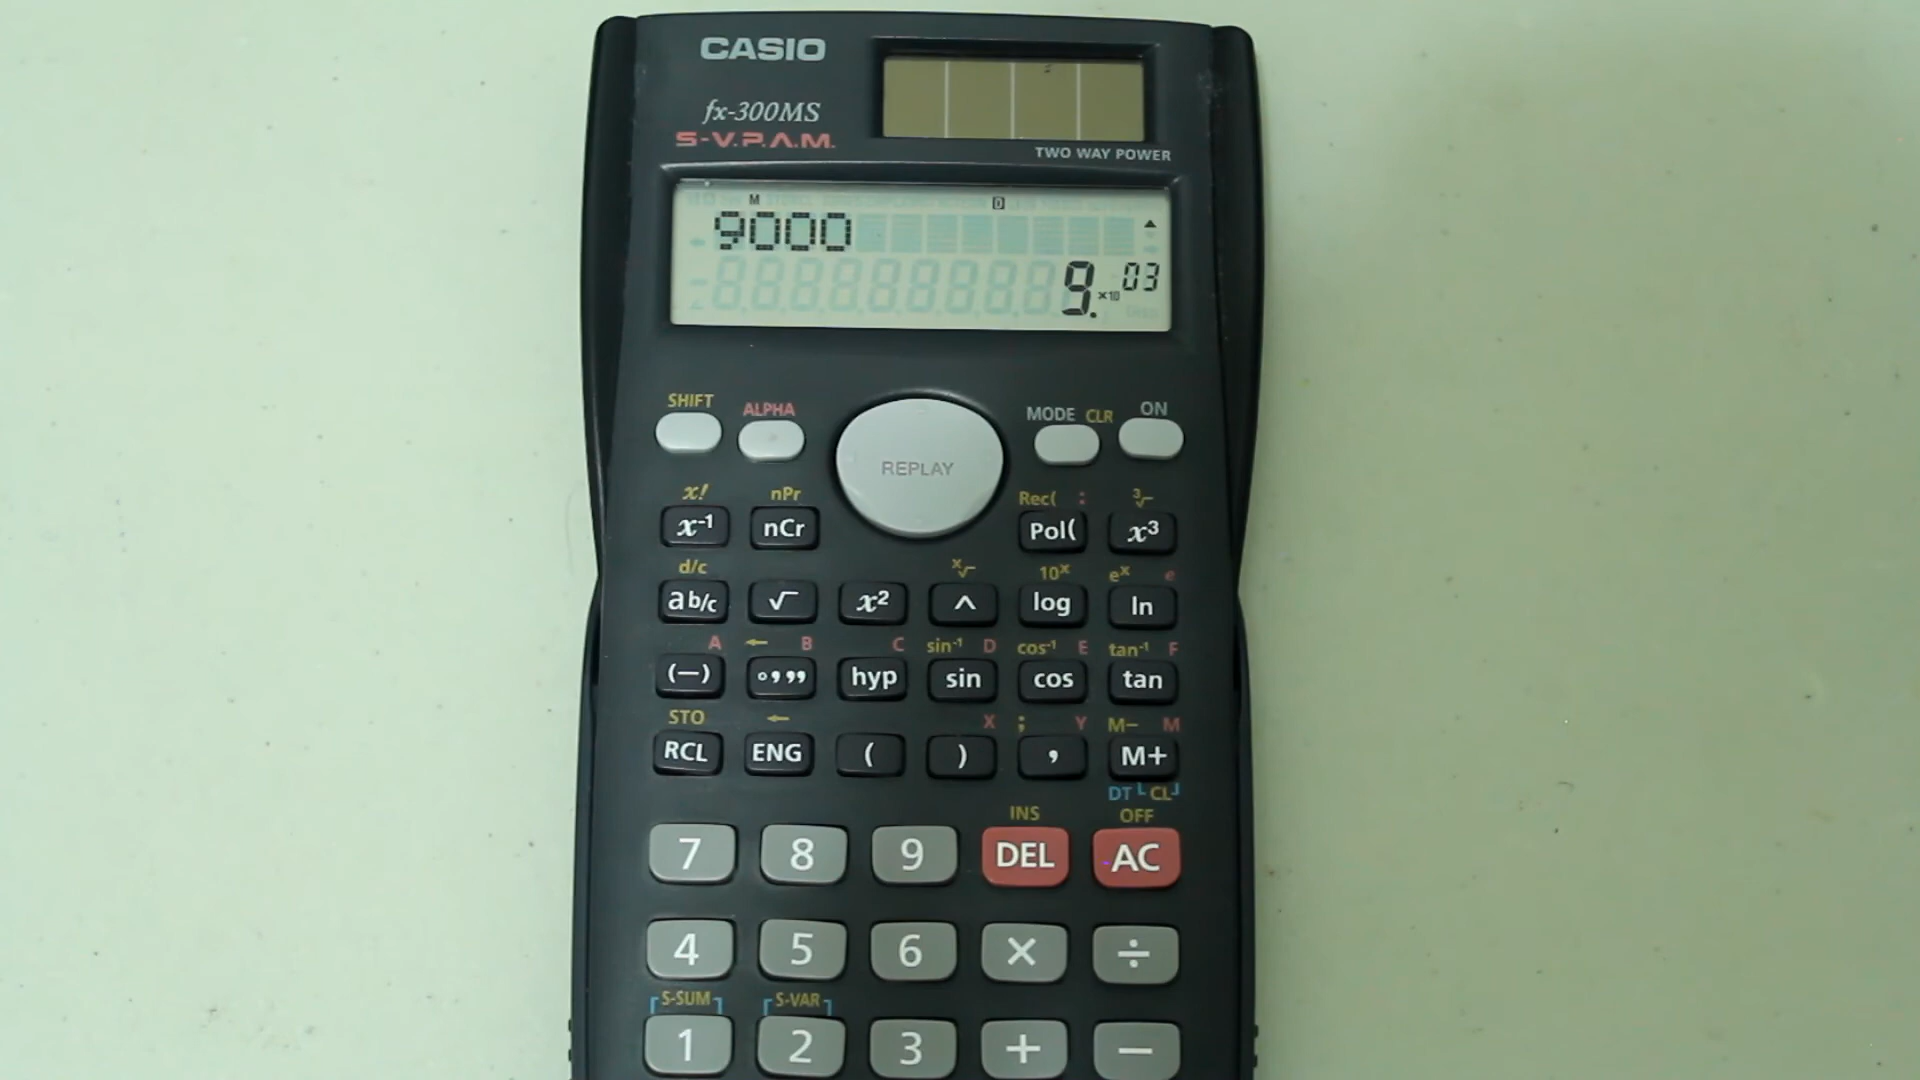 CASIO
fx-300MS
S-V.P.A.M.
TWO WAY POWER
M D
9000
9.×10 03
SHIFT ALPHA MODE CLR ON
REPLAY
x! nPr Rec( : ³√
x⁻¹ nCr Pol( x³
d/c ˣ√ 10ˣ eˣ e
ab/c √ x² ^ log ln
A ← B C sin⁻¹ D cos⁻¹ E tan⁻¹ F
(−) °,,, hyp sin cos tan
STO ← X ; Y M− M
RCL ENG ( ) , M+
DT CL
INS OFF
7 8 9 DEL AC
4 5 6 × ÷
S-SUM S-VAR
1 2 3 + −